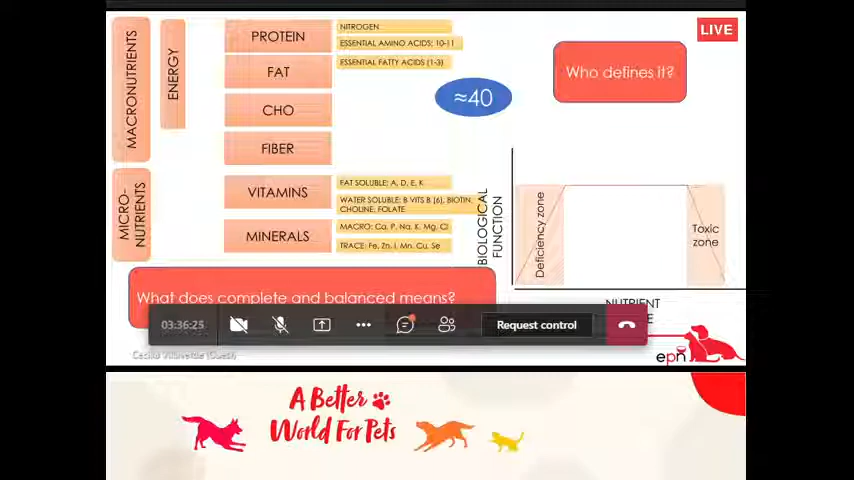 MACRONUTRIENTS
ENERGY
PROTEIN
NITROGEN
ESSENTIAL AMINO ACIDS: 10-11
FAT
ESSENTIAL FATTY ACIDS (1-3)
CHO
FIBER
≈40
Who defines it?
LIVE
MICRO-
NUTRIENTS
VITAMINS
FAT SOLUBLE: A, D, E, K
WATER SOLUBLE: B VITS B (6), BIOTIN,
CHOLINE, FOLATE
MINERALS
MACRO: Ca, P, Na, K, Mg, Cl
TRACE: Fe, Zn, I, Mn, Cu, Se
BIOLOGICAL
FUNCTION
Deficiency zone
Toxic
zone
NUTRIENT
What does complete and balanced means?
03:36:25
Request control
Cecilia Villaverde (Guest)
epn
A Better
World For Pets